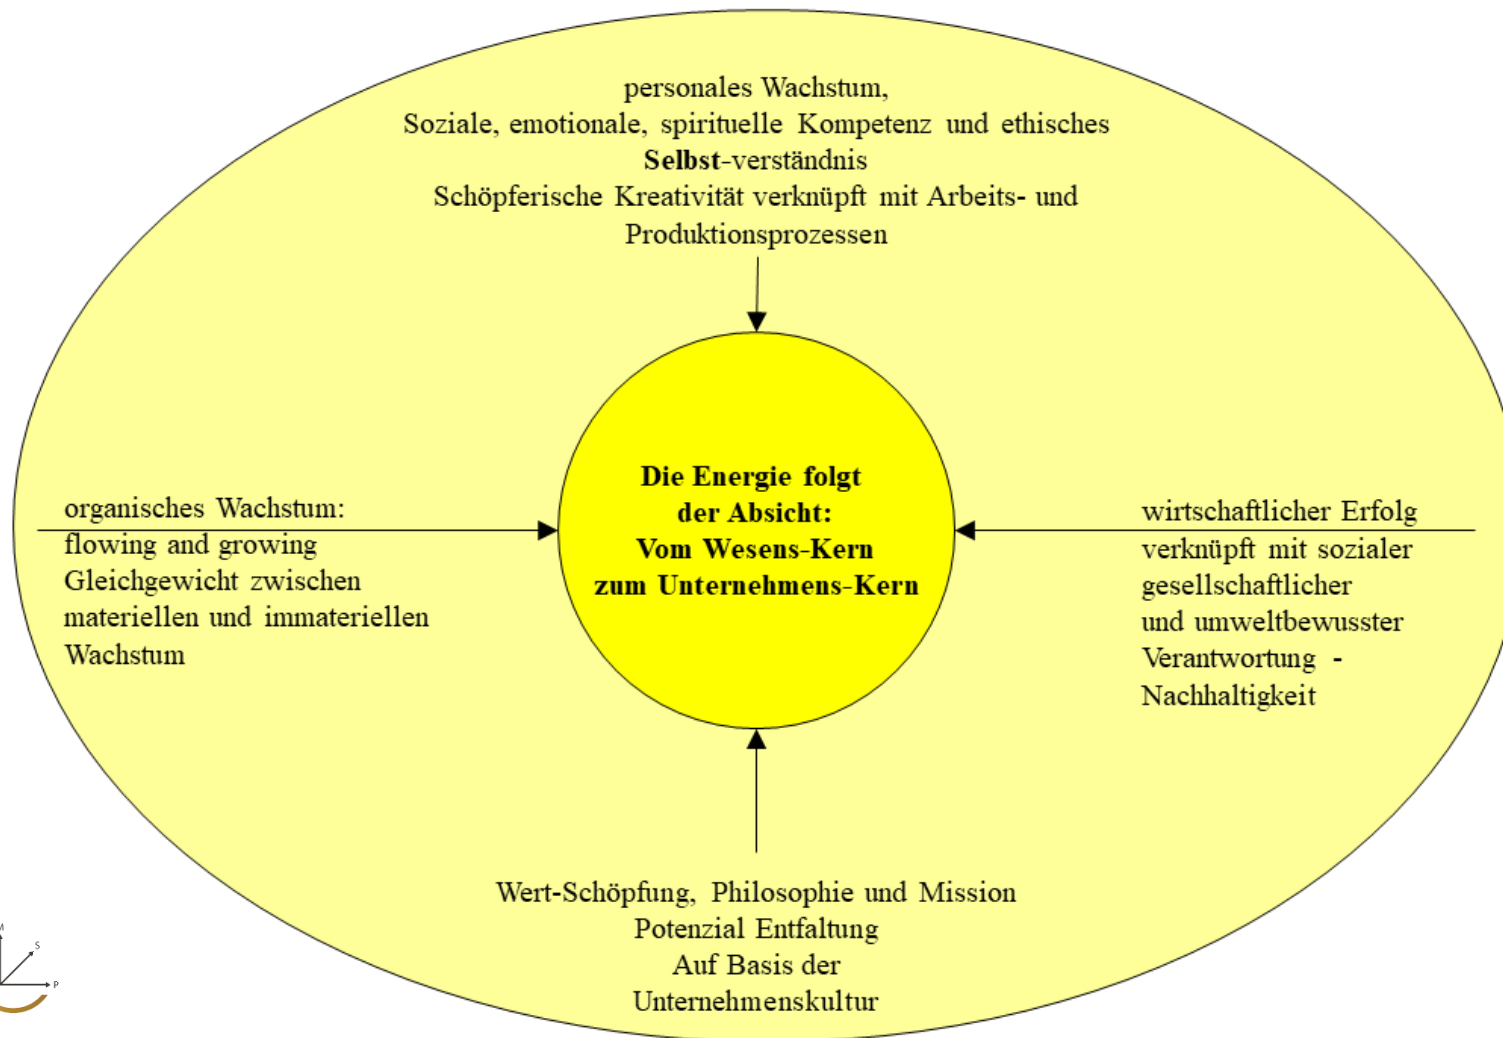 personales Wachstum,
Soziale, emotionale, spirituelle Kompetenz und ethisches
Selbst-verständnis
Schöpferische Kreativität verknüpft mit Arbeits- und
Produktionsprozessen
Die Energie folgt
der Absicht:
Vom Wesens-Kern
zum Unternehmens-Kern
organisches Wachstum:
flowing and growing
Gleichgewicht zwischen
materiellen und immateriellen
Wachstum
wirtschaftlicher Erfolg
verknüpft mit sozialer
gesellschaftlicher
und umweltbewusster
Verantwortung -
Nachhaltigkeit
Wert-Schöpfung, Philosophie und Mission
Potenzial Entfaltung
Auf Basis der
Unternehmenskultur
M
S
P